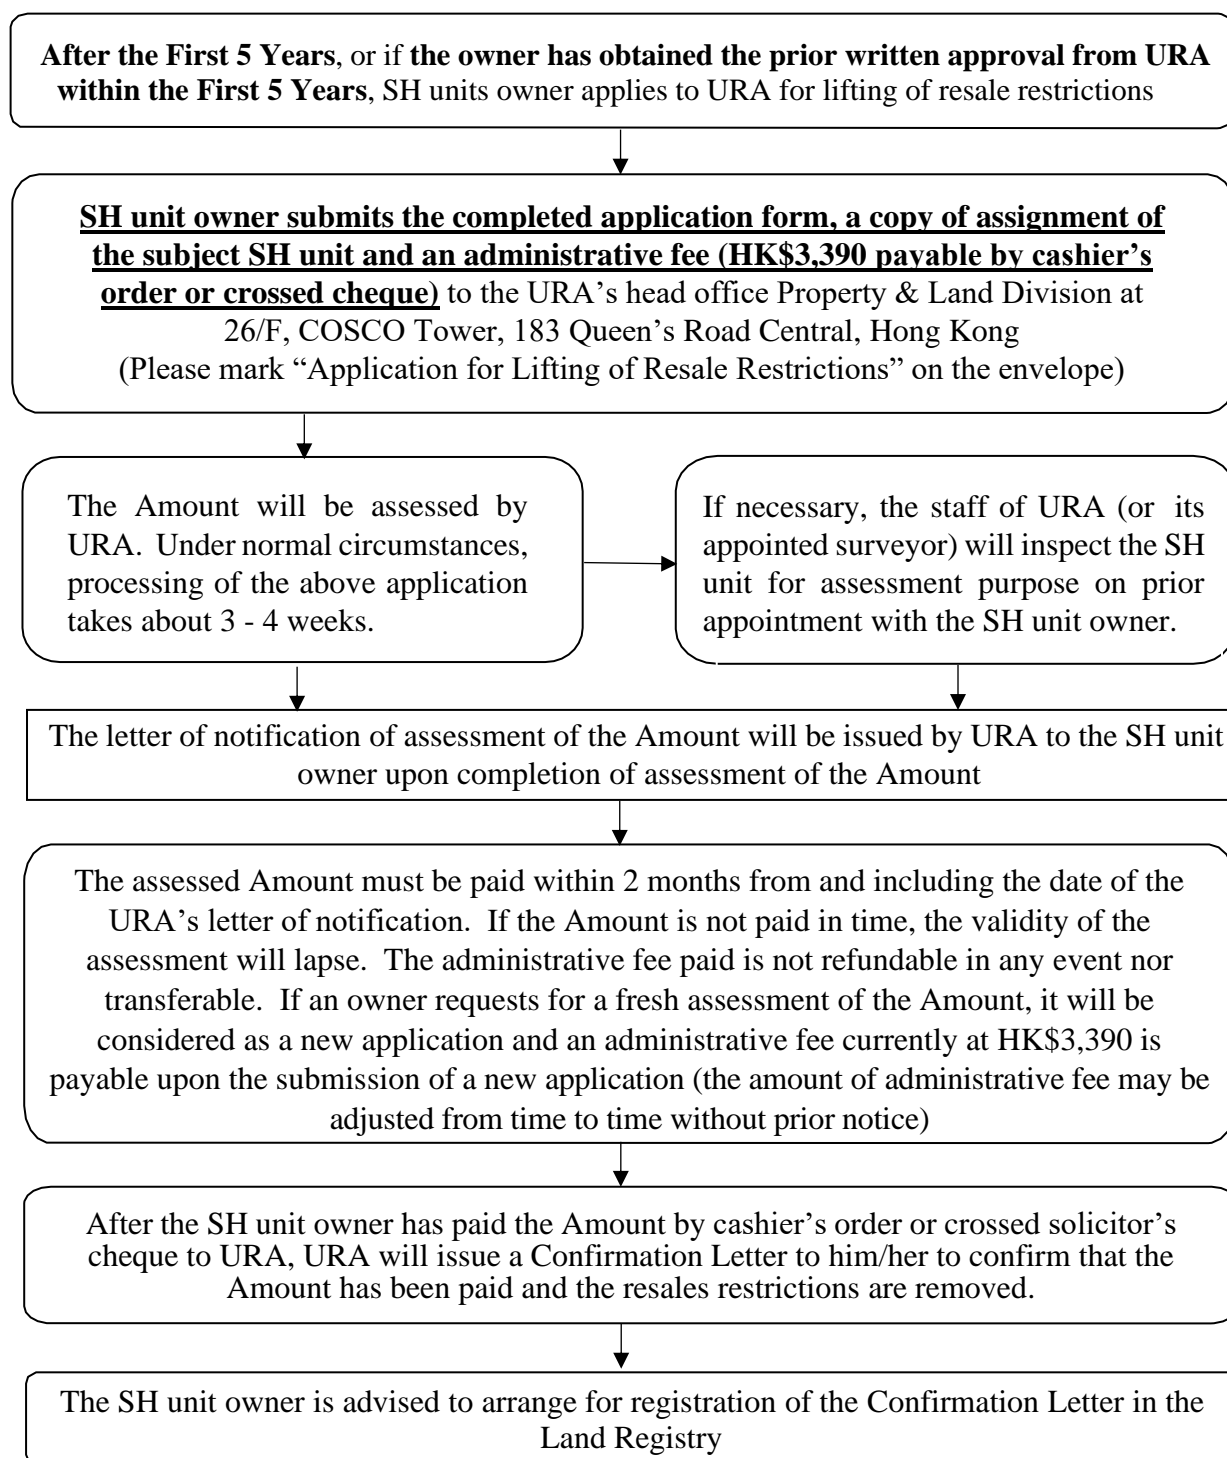 After the First 5 Years, or if the owner has obtained the prior written approval from URA
within the First 5 Years, SH units owner applies to URA for lifting of resale restrictions
SH unit owner submits the completed application form, a copy of assignment of
the subject SH unit and an administrative fee (HK$3,390 payable by cashier’s
order or crossed cheque) to the URA’s head office Property & Land Division at
26/F, COSCO Tower, 183 Queen’s Road Central, Hong Kong
(Please mark “Application for Lifting of Resale Restrictions” on the envelope)
The Amount will be assessed by
URA. Under normal circumstances,
processing of the above application
takes about 3 - 4 weeks.
If necessary, the staff of URA (or its
appointed surveyor) will inspect the SH
unit for assessment purpose on prior
appointment with the SH unit owner.
The letter of notification of assessment of the Amount will be issued by URA to the SH unit
owner upon completion of assessment of the Amount
The assessed Amount must be paid within 2 months from and including the date of the
URA’s letter of notification. If the Amount is not paid in time, the validity of the
assessment will lapse. The administrative fee paid is not refundable in any event nor
transferable. If an owner requests for a fresh assessment of the Amount, it will be
considered as a new application and an administrative fee currently at HK$3,390 is
payable upon the submission of a new application (the amount of administrative fee may be
adjusted from time to time without prior notice)
After the SH unit owner has paid the Amount by cashier’s order or crossed solicitor’s
cheque to URA, URA will issue a Confirmation Letter to him/her to confirm that the
Amount has been paid and the resales restrictions are removed.
The SH unit owner is advised to arrange for registration of the Confirmation Letter in the
Land Registry